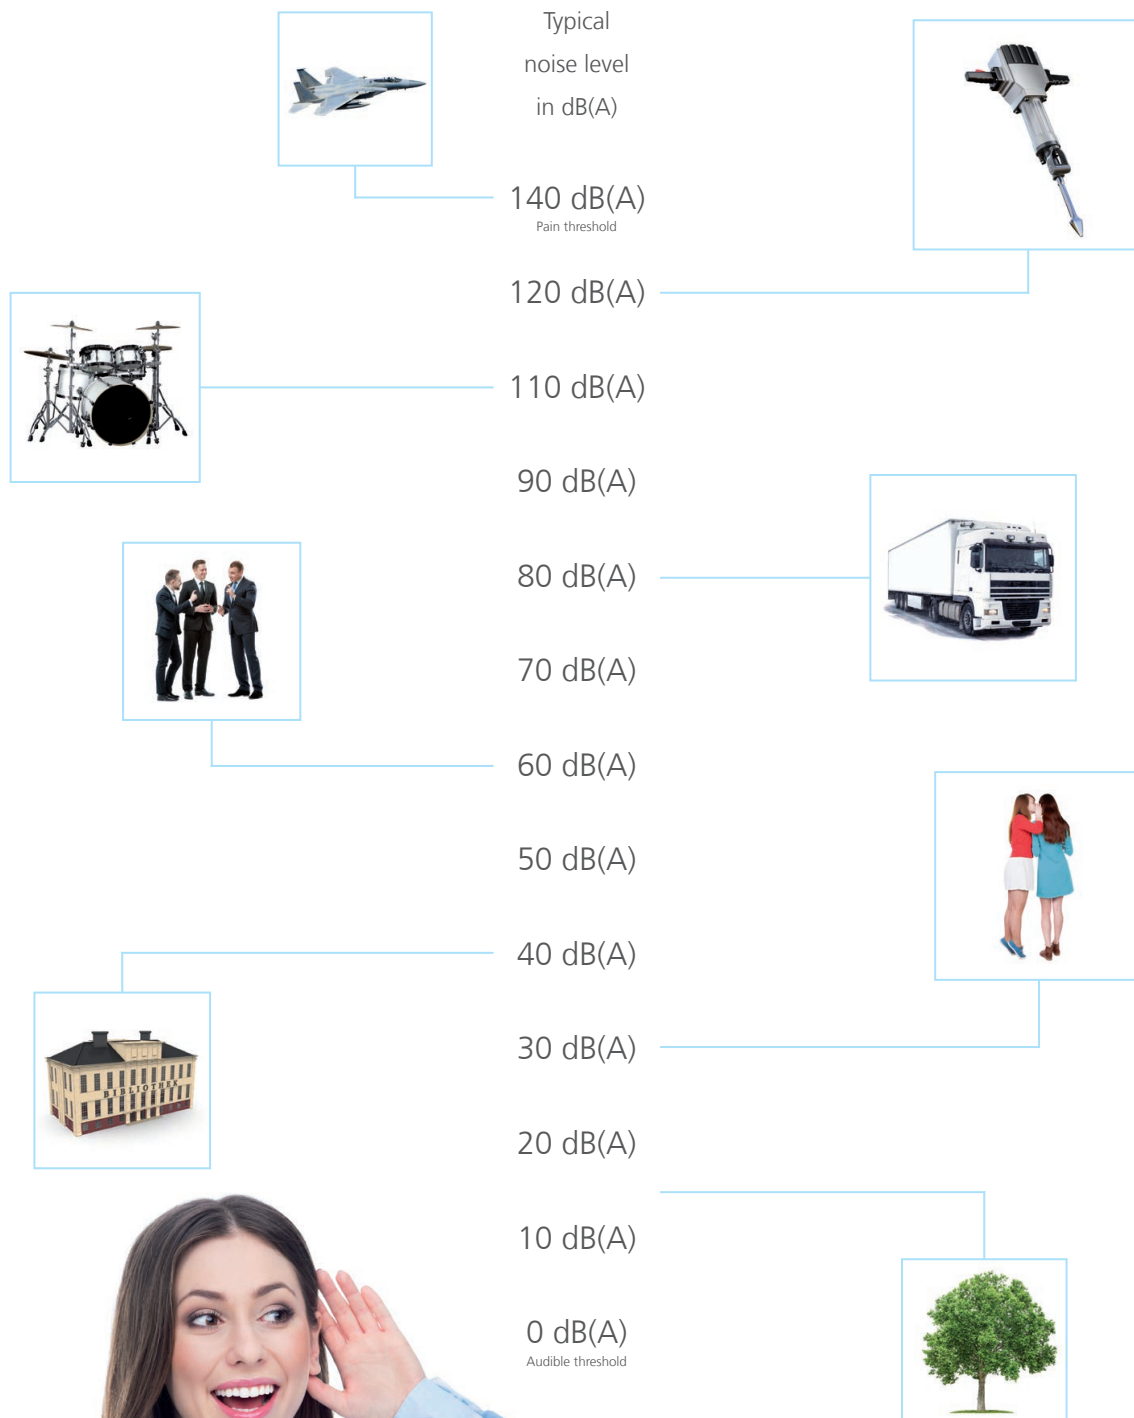 Typical
noise level
in dB(A)
140 dB(A)
Pain threshold
120 dB(A)
110 dB(A)
90 dB(A)
80 dB(A)
70 dB(A)
60 dB(A)
50 dB(A)
40 dB(A)
30 dB(A)
BIBLIOTHEK
20 dB(A)
10 dB(A)
0 dB(A)
Audible threshold